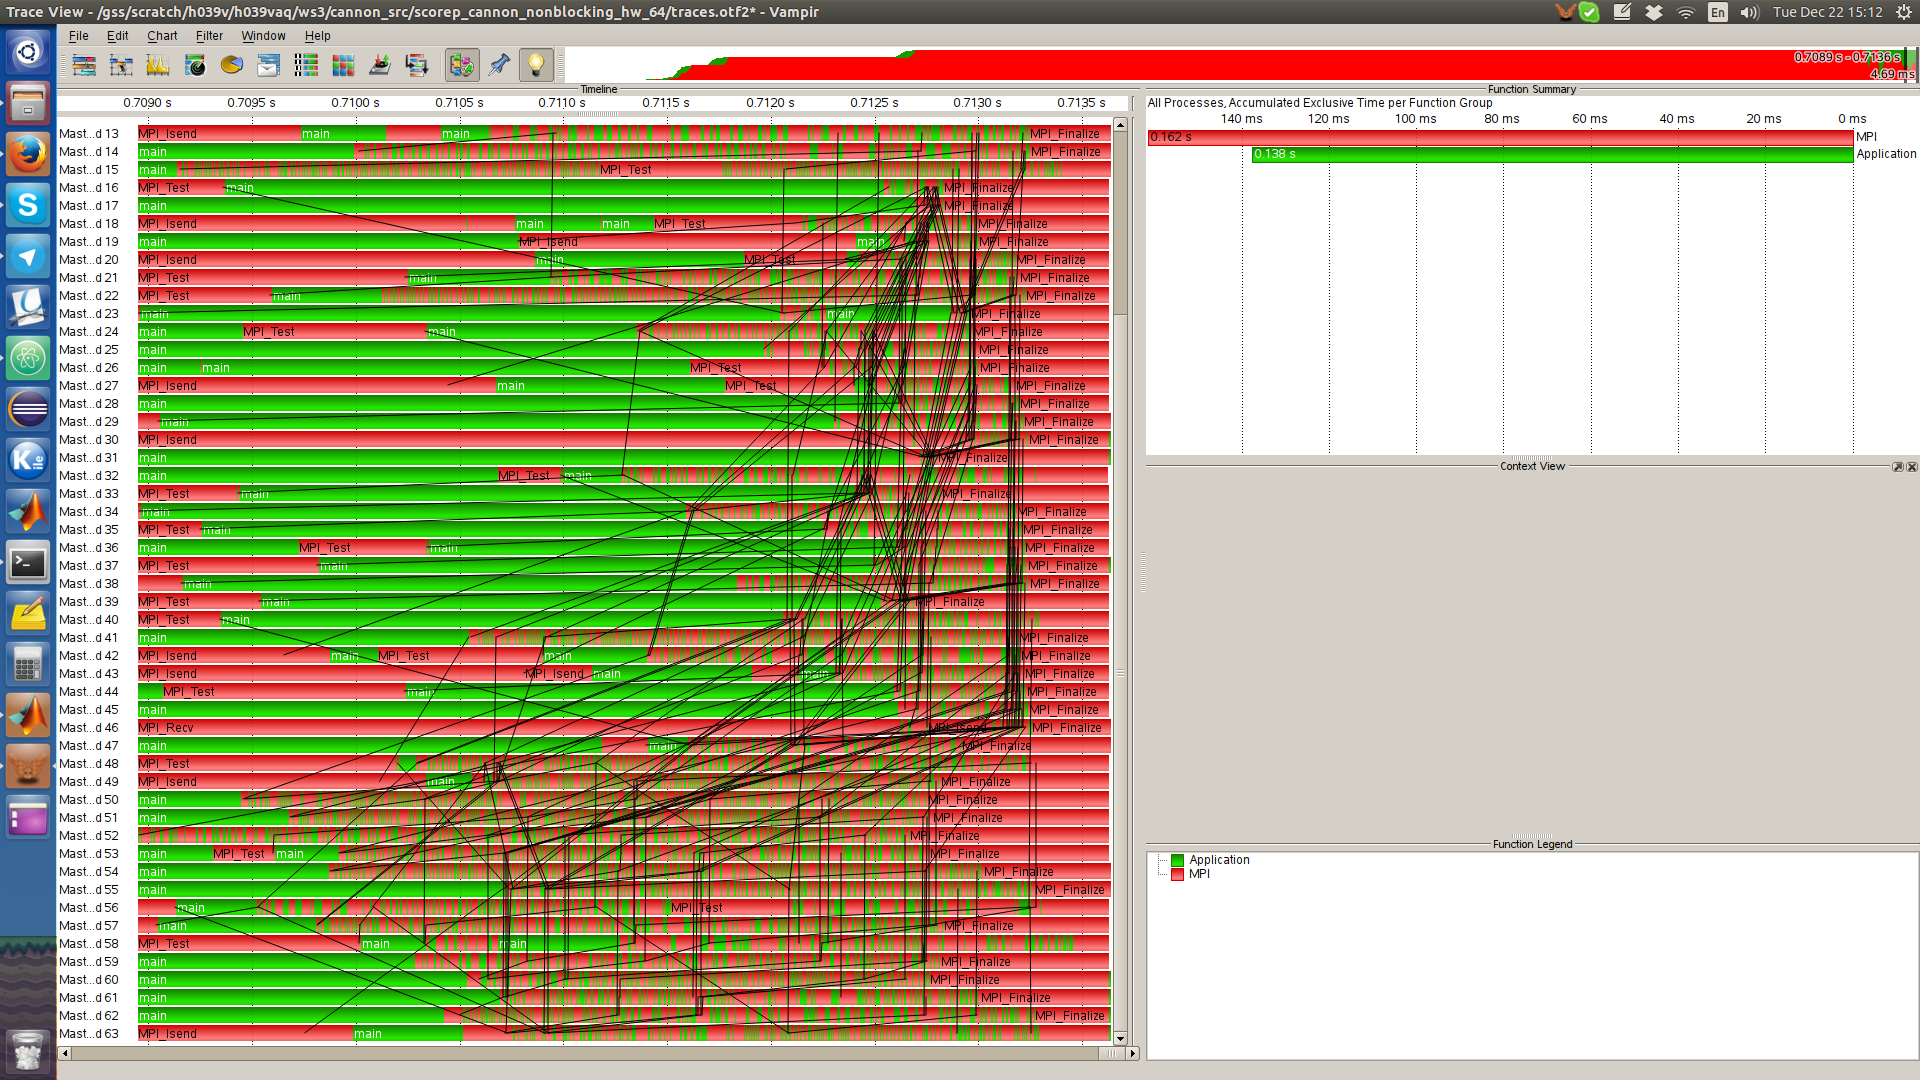 Trace View - /gss/scratch/h039v/h039vaq/ws3/cannon_src/scorep_cannon_nonblocking_hw_64/traces.otf2* - Vampir
En
Tue Dec 22 15:12
File Edit Chart Filter Window Help
0.7089 s - 0.7136 s
4.69 ms
Timeline
0.7090 s 0.7095 s 0.7100 s 0.7105 s 0.7110 s 0.7115 s 0.7120 s 0.7125 s 0.7130 s 0.7135 s
Mast...d 13 MPI_Isend main main MPI_Finalize
Mast...d 14 main MPI_Finalize
Mast...d 15 main MPI_Test
Mast...d 16 MPI_Test main MPI_Finalize
Mast...d 17 main MPI_Finalize
Mast...d 18 MPI_Isend main main MPI_Test MPI_Finalize
Mast...d 19 main MPI_Isend main MPI_Finalize
Mast...d 20 MPI_Isend main MPI_Test MPI_Finalize
Mast...d 21 MPI_Test main MPI_Finalize
Mast...d 22 MPI_Test main MPI_Finalize
Mast...d 23 main main MPI_Finalize
Mast...d 24 main MPI_Test main MPI_Finalize
Mast...d 25 main MPI_Finalize
Mast...d 26 main main MPI_Test MPI_Finalize
Mast...d 27 MPI_Isend main MPI_Test MPI_Finalize
Mast...d 28 main MPI_Finalize
Mast...d 29 main MPI_Finalize
Mast...d 30 MPI_Isend MPI_Finalize
Mast...d 31 main MPI_Finalize
Mast...d 32 main MPI_Test main
Mast...d 33 MPI_Test main MPI_Finalize
Mast...d 34 main MPI_Finalize
Mast...d 35 MPI_Test main MPI_Finalize
Mast...d 36 main MPI_Test main MPI_Finalize
Mast...d 37 MPI_Test main MPI_Finalize
Mast...d 38 main MPI_Finalize
Mast...d 39 MPI_Test main MPI_Finalize
Mast...d 40 MPI_Test main
Mast...d 41 main MPI_Finalize
Mast...d 42 MPI_Isend main MPI_Test main MPI_Finalize
Mast...d 43 MPI_Isend MPI_Isend main main MPI_Finalize
Mast...d 44 MPI_Test main MPI_Finalize
Mast...d 45 main MPI_Finalize
Mast...d 46 MPI_Recv MPI_Isend MPI_Finalize
Mast...d 47 main main MPI_Finalize
Mast...d 48 MPI_Test
Mast...d 49 MPI_Isend main MPI_Finalize
Mast...d 50 main MPI_Finalize
Mast...d 51 main MPI_Finalize
Mast...d 52 MPI_Finalize
Mast...d 53 main MPI_Test main MPI_Finalize
Mast...d 54 main MPI_Finalize
Mast...d 55 main MPI_Finalize
Mast...d 56 main MPI_Test
Mast...d 57 main MPI_Finalize
Mast...d 58 MPI_Test main main
Mast...d 59 main MPI_Finalize
Mast...d 60 main MPI_Finalize
Mast...d 61 main MPI_Finalize
Mast...d 62 main MPI_Finalize
Mast...d 63 MPI_Isend main
Function Summary
All Processes, Accumulated Exclusive Time per Function Group
140 ms 120 ms 100 ms 80 ms 60 ms 40 ms 20 ms 0 ms
0.162 s MPI
0.138 s Application
Context View
Function Legend
Application
MPI